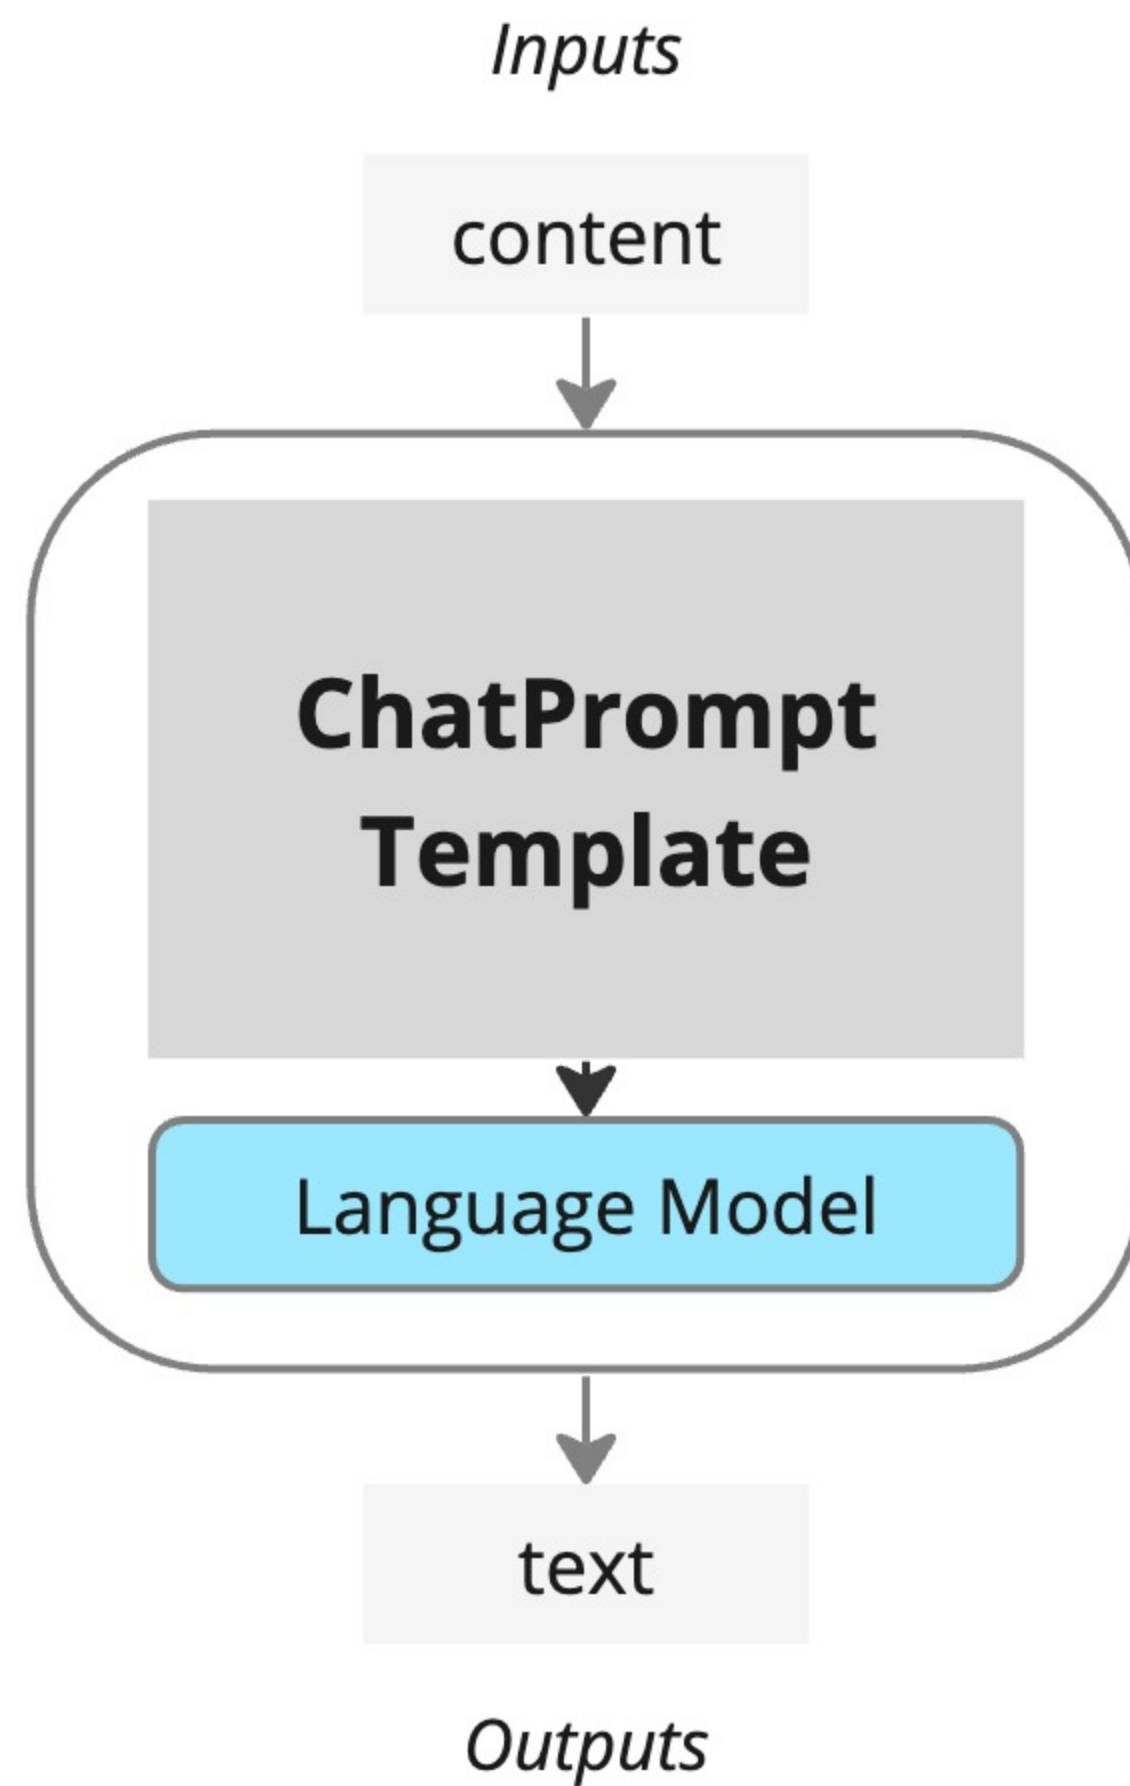 Inputs
content
ChatPrompt
Template
Language Model
text
Outputs